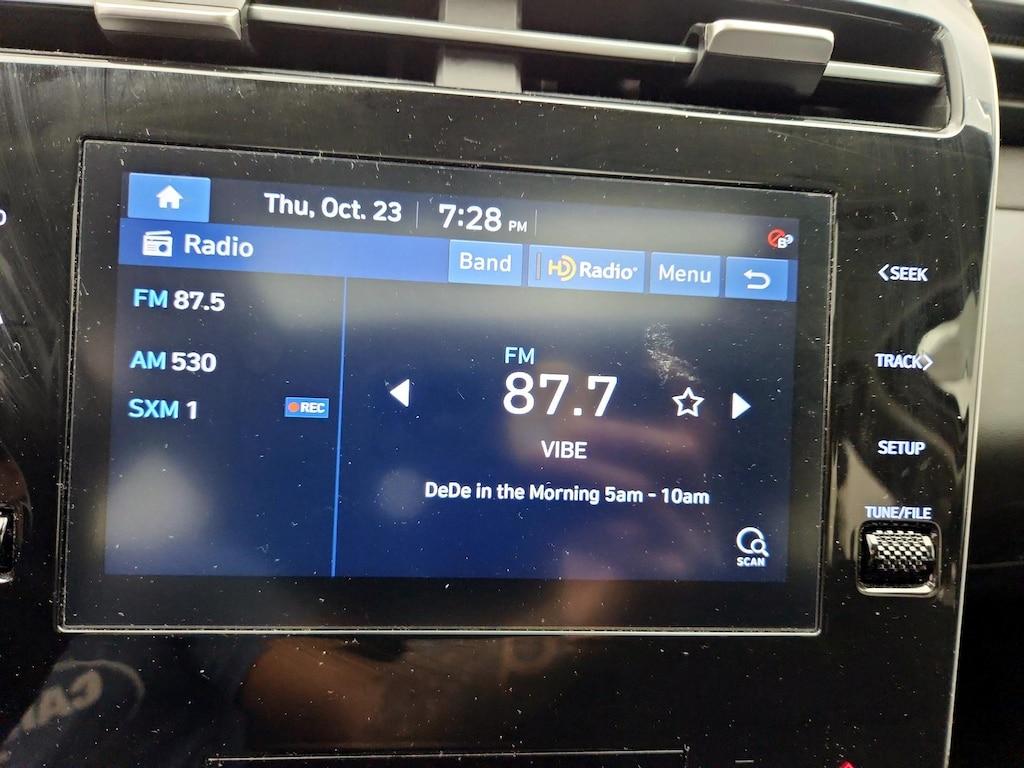 Thu, Oct. 23 7:28 PM
Radio Band HD Radio Menu
FM 87.5
AM 530
SXM 1 REC
FM
87.7
VIBE
DeDe in the Morning 5am - 10am
SCAN
<SEEK
TRACK>
SETUP
TUNE/FILE